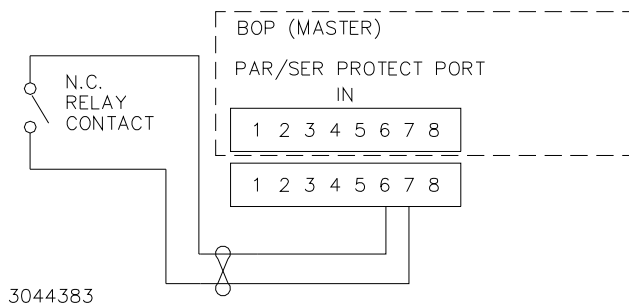 BOP (MASTER)
PAR/SER PROTECT PORT
IN
N.C.
RELAY
CONTACT
1 2 3 4 5 6 7 8
1 2 3 4 5 6 7 8
3044383